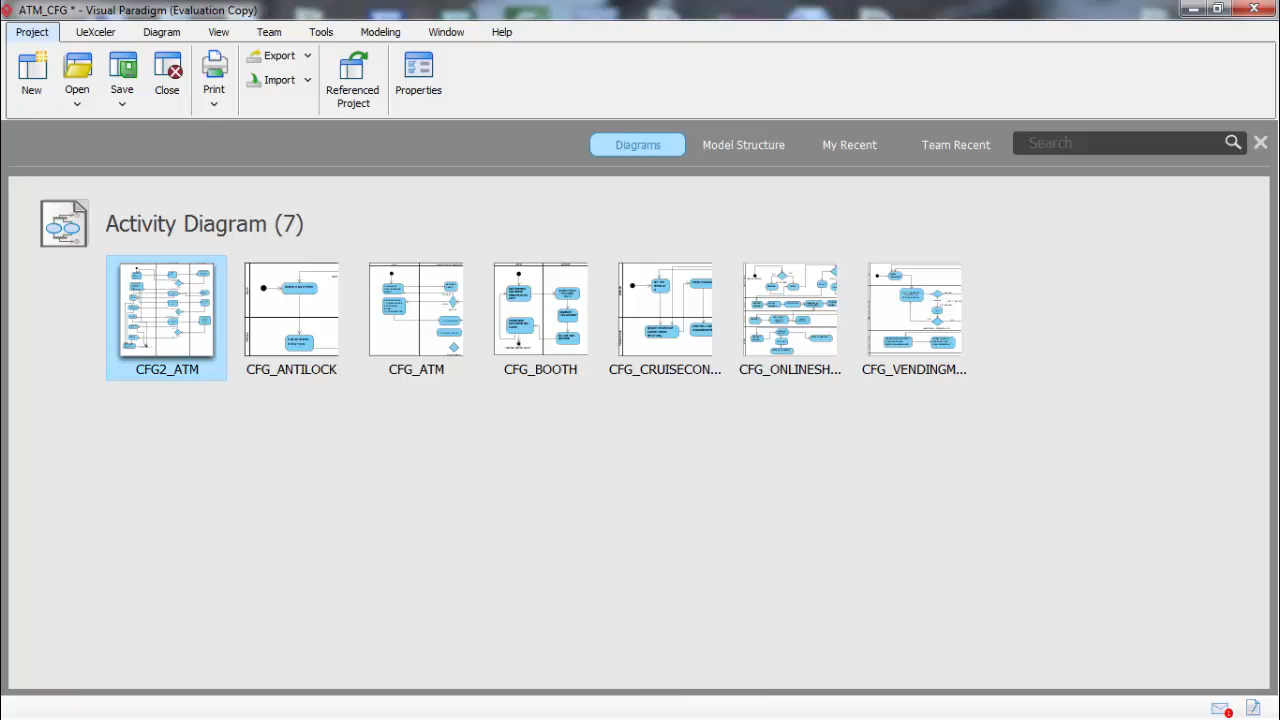 ATM_CFG * - Visual Paradigm (Evaluation Copy)
Project UeXceler Diagram View Team Tools Modeling Window Help
New Open Save Close Print Export Import Referenced Project Properties
Diagrams Model Structure My Recent Team Recent Search
Activity Diagram (7)
CFG2_ATM CFG_ANTILOCK CFG_ATM CFG_BOOTH CFG_CRUISECON... CFG_ONLINESH... CFG_VENDINGM...